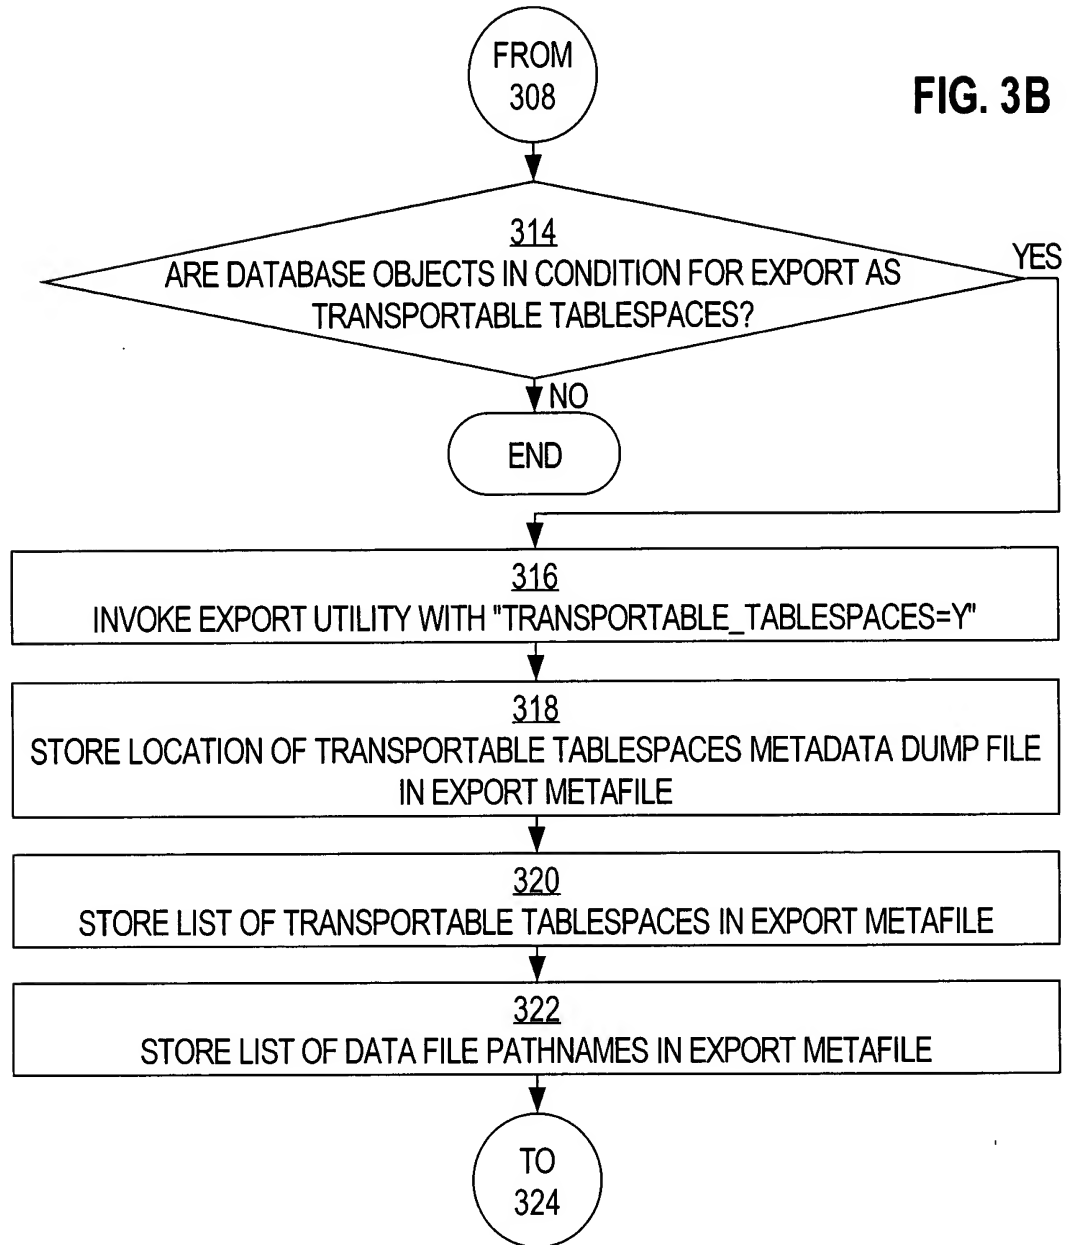 FROM
308
FIG. 3B
314
ARE DATABASE OBJECTS IN CONDITION FOR EXPORT AS
TRANSPORTABLE TABLESPACES?
YES
NO
END
316
INVOKE EXPORT UTILITY WITH "TRANSPORTABLE_TABLESPACES=Y"
318
STORE LOCATION OF TRANSPORTABLE TABLESPACES METADATA DUMP FILE
IN EXPORT METAFILE
320
STORE LIST OF TRANSPORTABLE TABLESPACES IN EXPORT METAFILE
322
STORE LIST OF DATA FILE PATHNAMES IN EXPORT METAFILE
TO
324